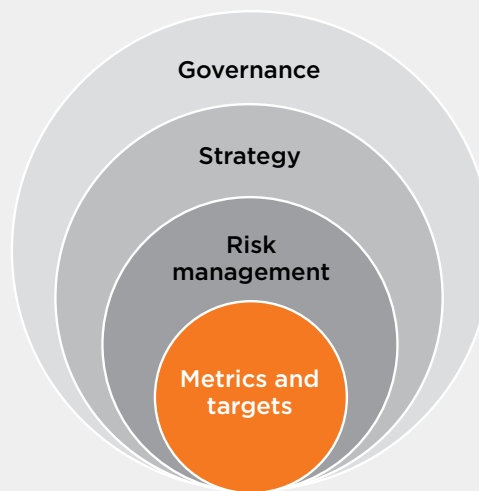 Governance
Strategy
Risk
management
Metrics and
targets